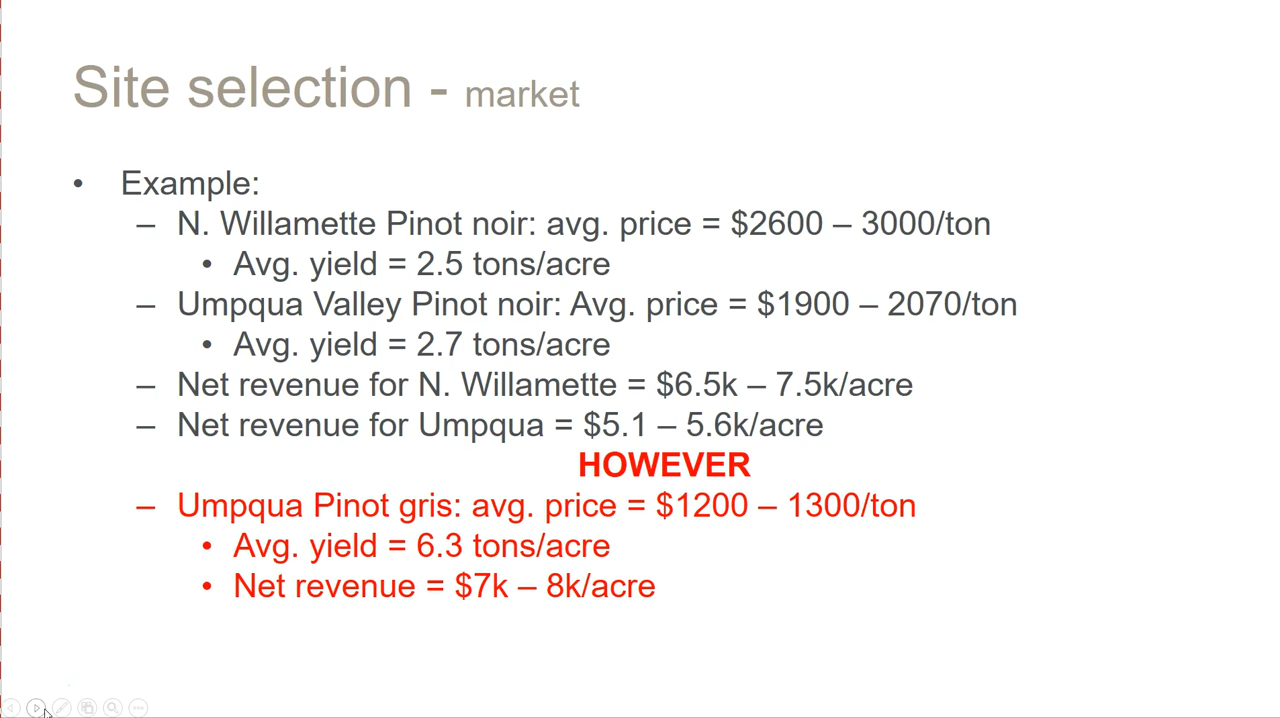 Site selection - market
• Example:
– N. Willamette Pinot noir: avg. price = $2600 – 3000/ton
• Avg. yield = 2.5 tons/acre
– Umpqua Valley Pinot noir: Avg. price = $1900 – 2070/ton
• Avg. yield = 2.7 tons/acre
– Net revenue for N. Willamette = $6.5k – 7.5k/acre
– Net revenue for Umpqua = $5.1 – 5.6k/acre
HOWEVER
– Umpqua Pinot gris: avg. price = $1200 – 1300/ton
• Avg. yield = 6.3 tons/acre
• Net revenue = $7k – 8k/acre